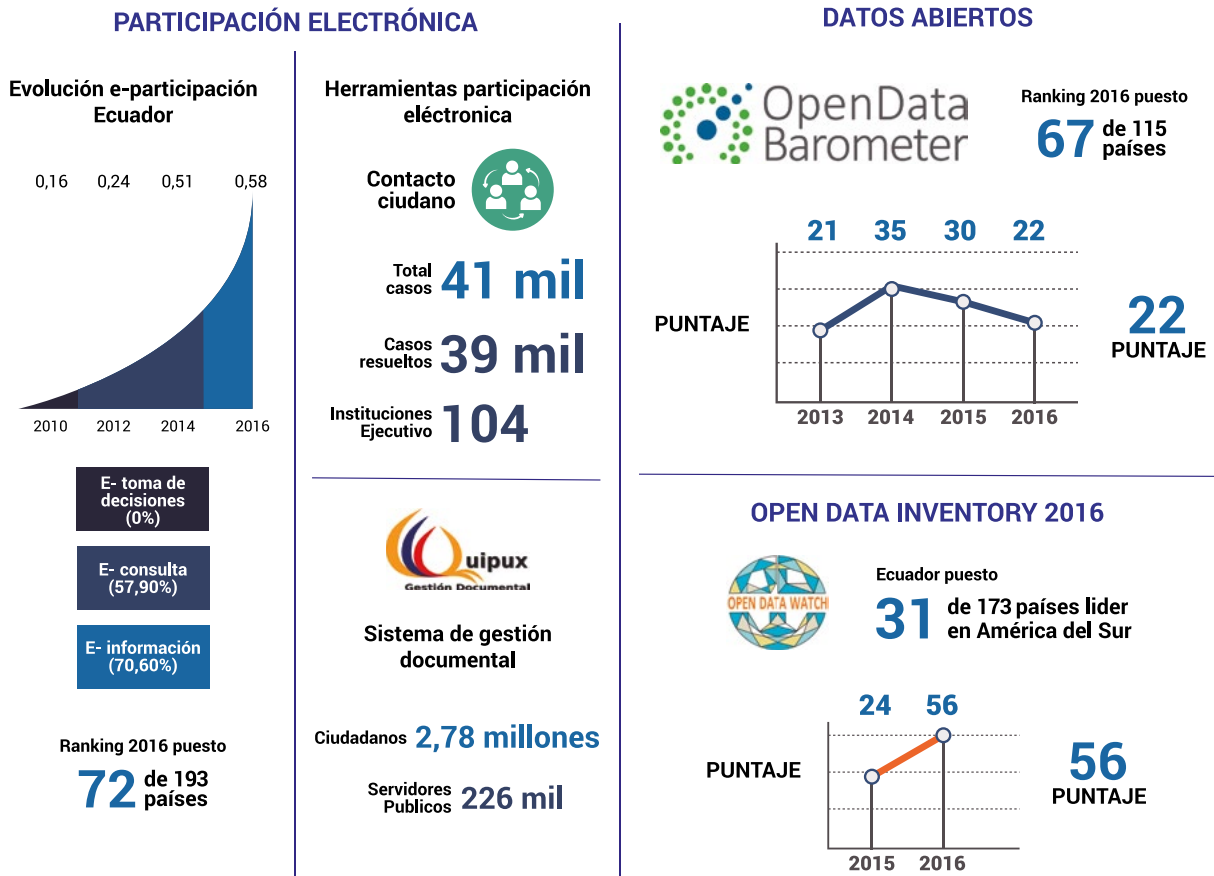 PARTICIPACIÓN ELECTRÓNICA
Evolución e-participación
Ecuador
0,16 0,24 0,51 0,58
2010 2012 2014 2016
E- toma de
decisiones
(0%)
E- consulta
(57,90%)
E- información
(70,60%)
Ranking 2016 puesto
72 de 193
países
Herramientas participación
eléctronica
Contacto
ciudano
Total
casos 41 mil
Casos
resueltos 39 mil
Instituciones
Ejecutivo 104
Quipux
Gestión Documental
Sistema de gestión
documental
Ciudadanos 2,78 millones
Servidores
Publicos 226 mil
DATOS ABIERTOS
OpenData
Barometer
Ranking 2016 puesto
67 de 115
países
21 35 30 22
PUNTAJE
2013 2014 2015 2016
22
PUNTAJE
OPEN DATA INVENTORY 2016
OPEN DATA WATCH
Ecuador puesto
31 de 173 países lider
en América del Sur
24 56
PUNTAJE
2015 2016
56
PUNTAJE